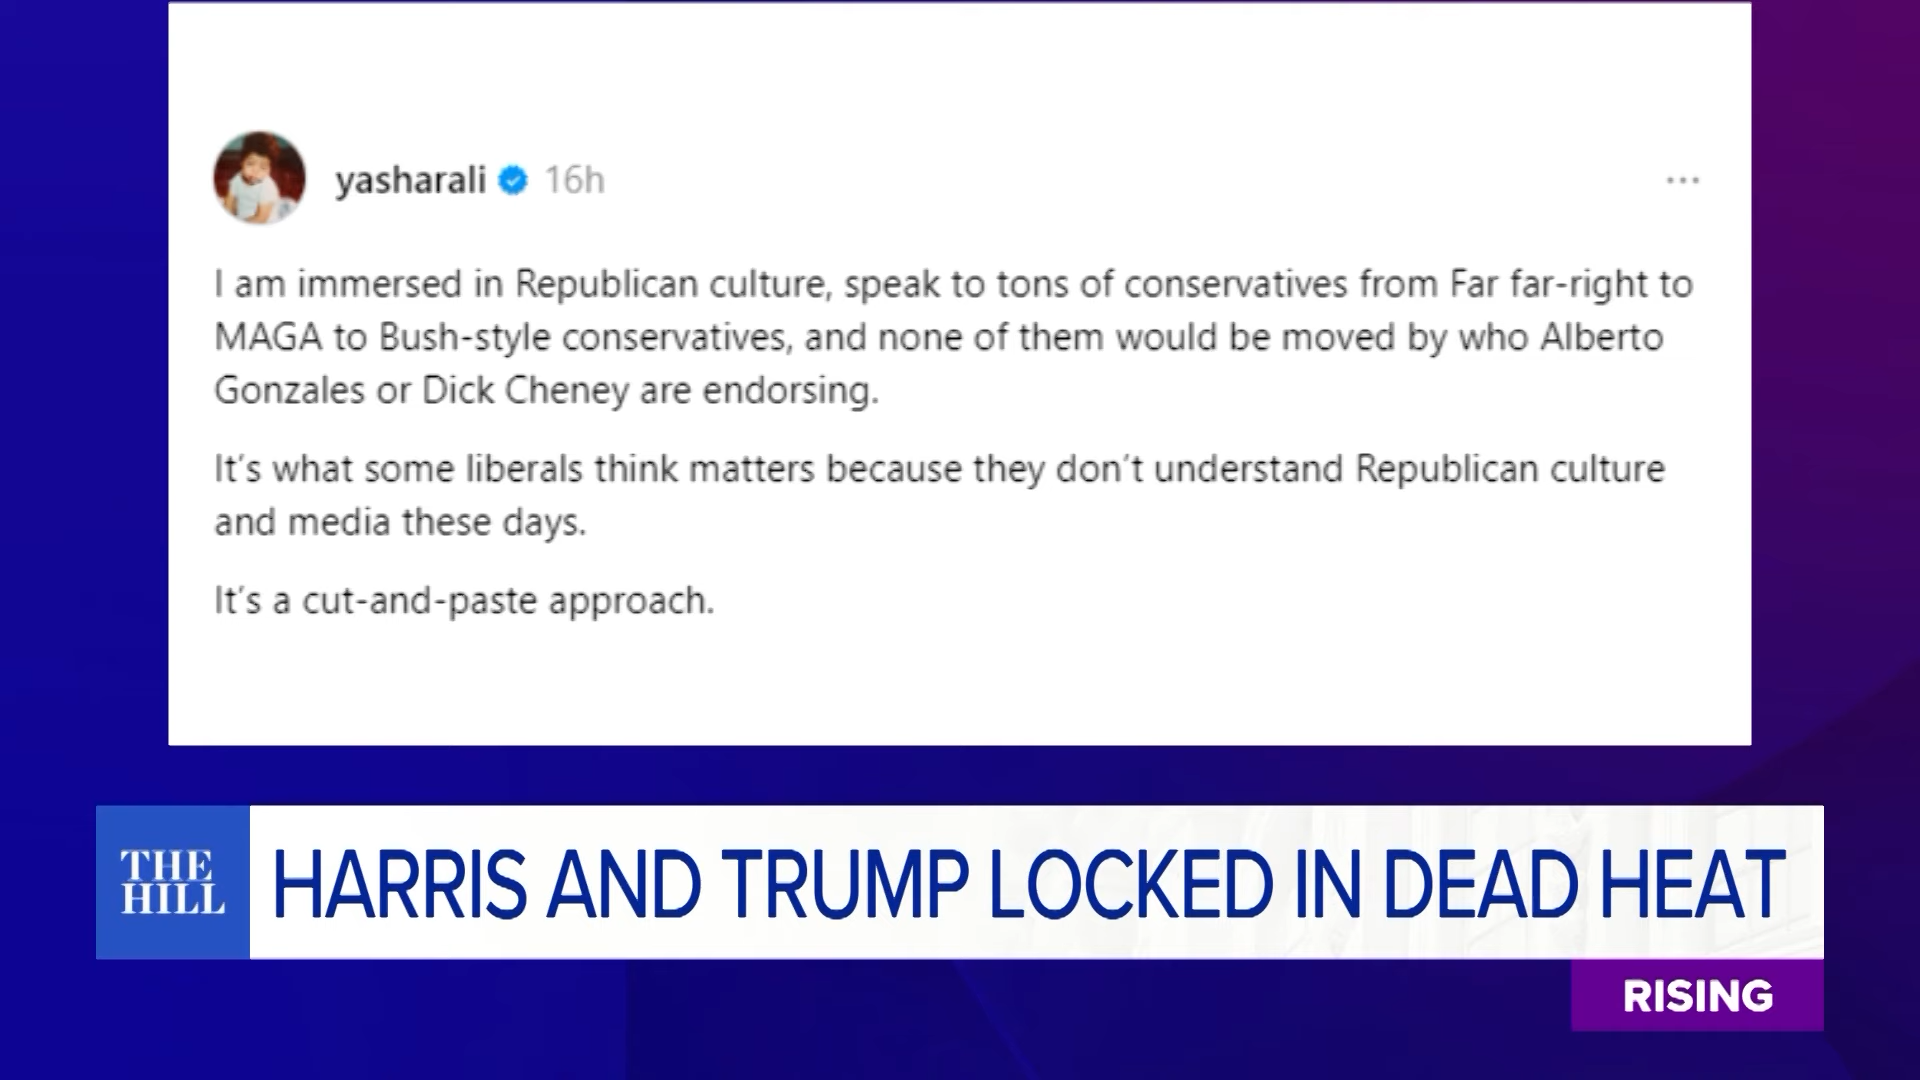 yasharali 16h
I am immersed in Republican culture, speak to tons of conservatives from Far far-right to
MAGA to Bush-style conservatives, and none of them would be moved by who Alberto
Gonzales or Dick Cheney are endorsing.
It's what some liberals think matters because they don't understand Republican culture
and media these days.
It's a cut-and-paste approach.
THE
HILL
HARRIS AND TRUMP LOCKED IN DEAD HEAT
RISING